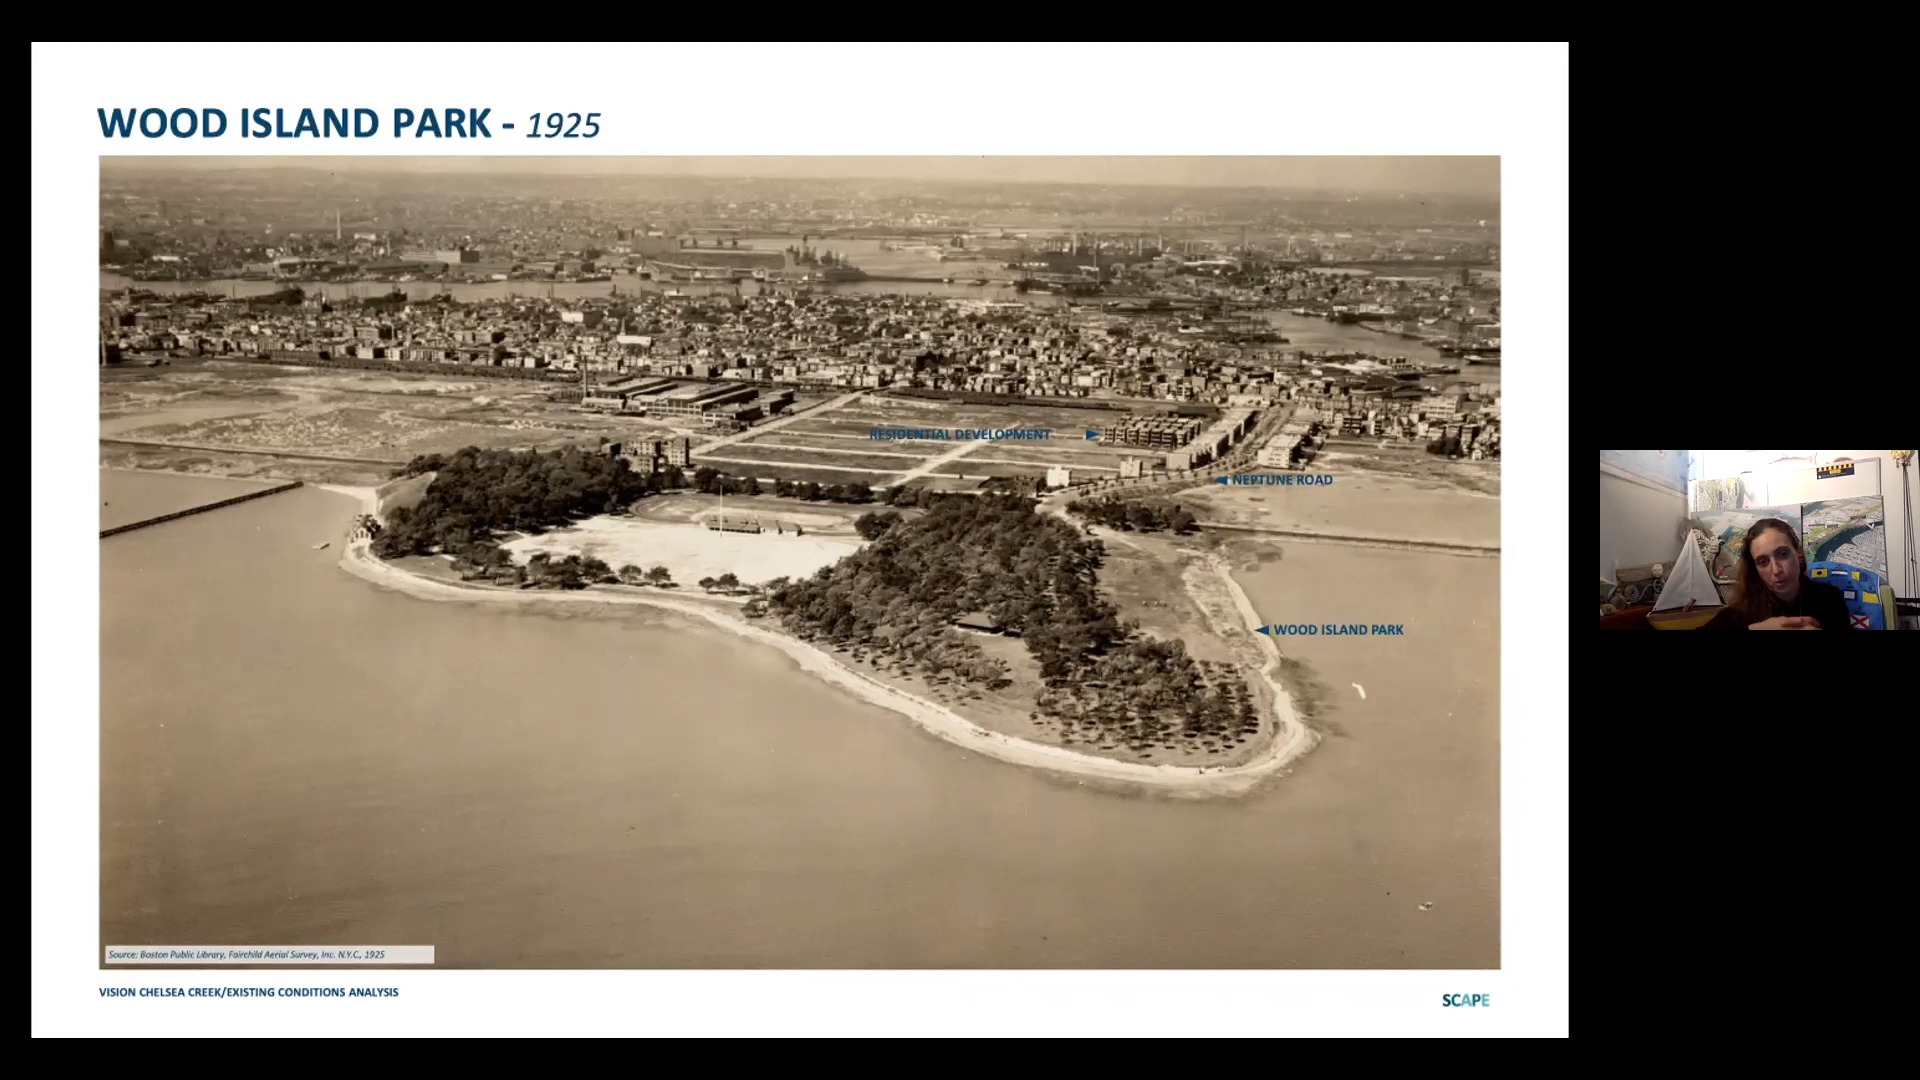 WOOD ISLAND PARK - 1925
RESIDENTIAL DEVELOPMENT
NEPTUNE ROAD
WOOD ISLAND PARK
Source: Boston Public Library, Fairchild Aerial Survey, Inc. N.Y.C., 1925
VISION CHELSEA CREEK/EXISTING CONDITIONS ANALYSIS
SCAPE